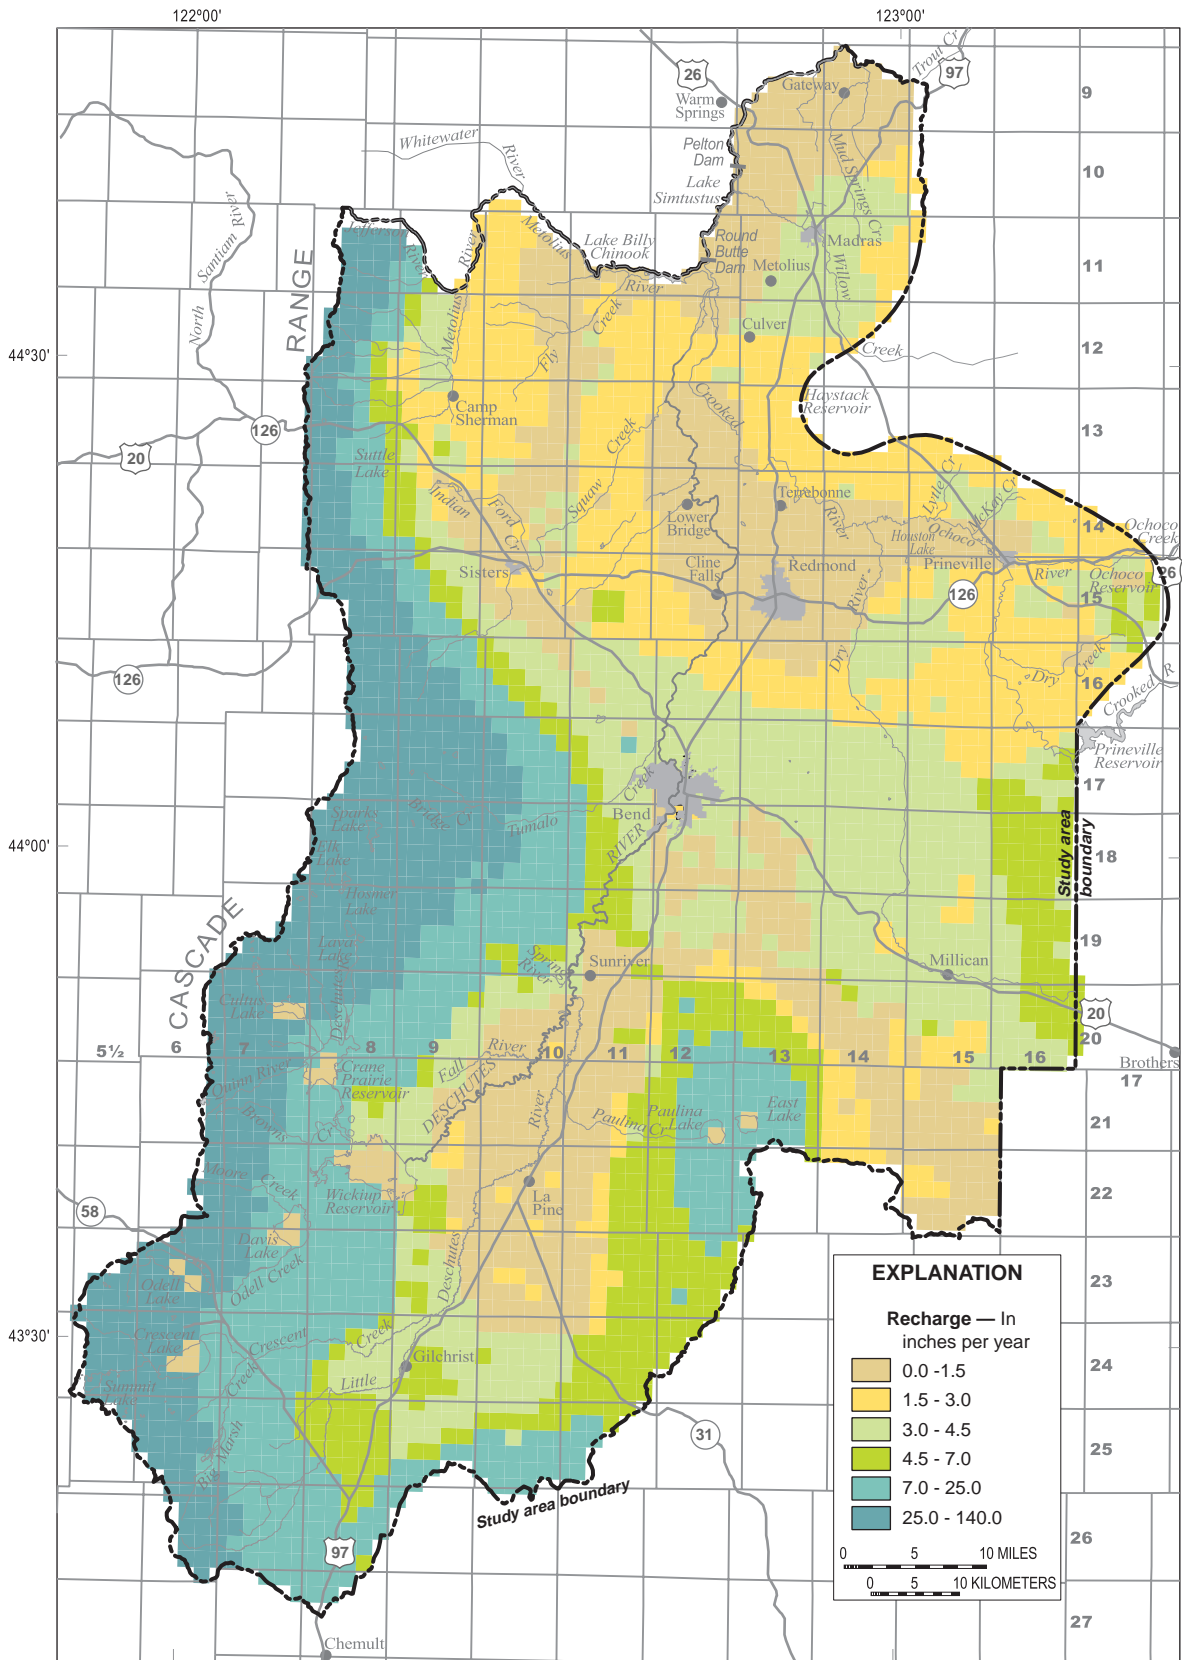 122°00'
123°00'
Trout Cr
26
97
Gateway
9
Warm
Springs
Whitewater
River
Pelton
Dam
Mud Springs Cr
10
Lake
Simtustus
Santiam River
North
Jefferson
River
River
Metolius
Lake Billy
Chinook
Round
Butte
Dam
Madras
RANGE
Metolius
Willow
11
River
Metolius
Creek
Culver
44°30'
Fly
Creek
12
Crooked
Haystack
Reservoir
Camp
Sherman
126
20
13
Creek
Suttle
Lake
Lytle Cr
McKay Cr
Indian
Ford
Cr
Squaw
Terrebonne
River
Lower
Bridge
14
Ochoco
Creek
Houston
Lake
Ochoco
Sisters
Cline
Falls
Redmond
Prineville
26
River
Ochoco
Reservoir
River
126
15
Dry
Creek
Dry
126
16
Crooked R
Prineville
Reservoir
17
Creek
Sparks
Lake
Bridge
Cr
Tumalo
Bend
RIVER
44°00'
Elk
Lake
Study area
boundary
18
Hosmer
Lake
CASCADE
19
Lava
Lake
Spring
River
Sunriver
Millican
Cultus
Lake
Deschutes
20
20
5½
6
7
8
9
10
11
12
13
14
15
16
Brothers
17
River
Fall
Quinn River
Crane
Prairie
Reservoir
DESCHUTES
River
Browns
Cr
Paulina Cr
Paulina
Lake
East
Lake
21
Moore
Creek
Wickiup
Reservoir
La
Pine
22
58
Davis
Lake
Deschutes
Odell
Lake
Odell Creek
23
43°30'
Crescent
Lake
Crescent
Creek
Gilchrist
24
Summit
Lake
Creek
Little
31
Big Marsh
25
Study area boundary
97
26
27
Chemult
EXPLANATION
Recharge — In
inches per year
0.0 -1.5
1.5 - 3.0
3.0 - 4.5
4.5 - 7.0
7.0 - 25.0
25.0 - 140.0
0 5 10 MILES
0 5 10 KILOMETERS